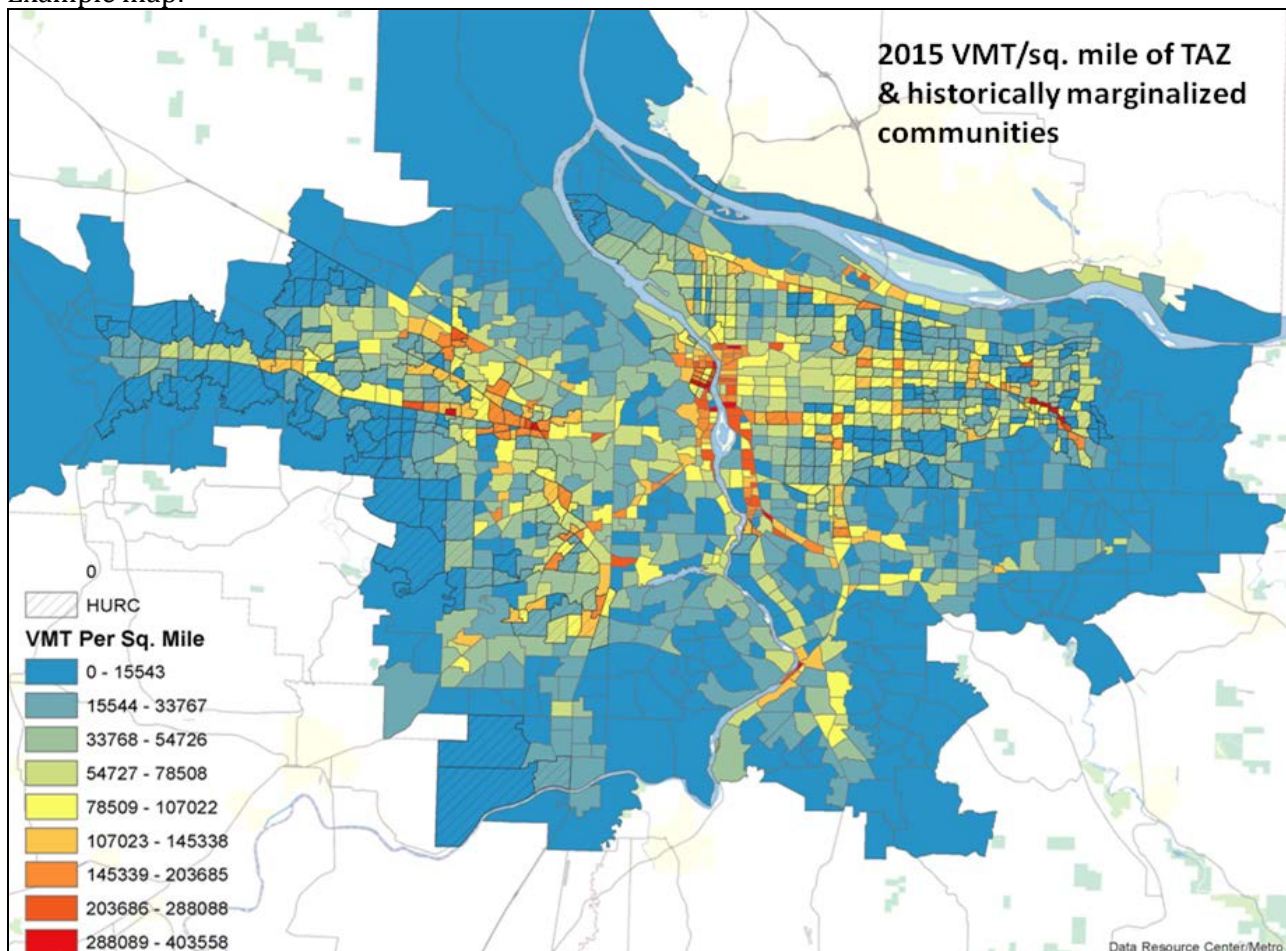 Example map:
2015 VMT/sq. mile of TAZ
& historically marginalized
communities
0
HURC
VMT Per Sq. Mile
0 - 15543
15544 - 33767
33768 - 54726
54727 - 78508
78509 - 107022
107023 - 145338
145339 - 203685
203686 - 288088
288089 - 403558
Data Resource Center/Metro